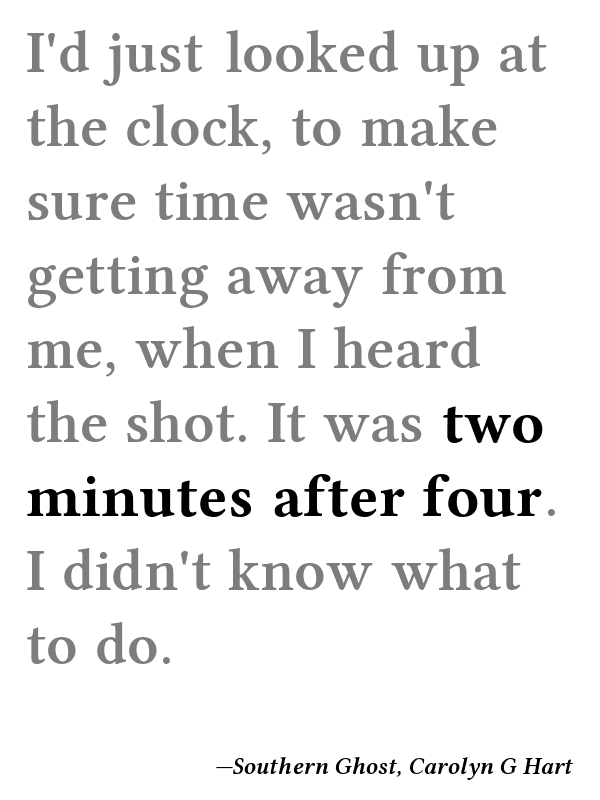 I'd just looked up at
the clock, to make
sure time wasn't
getting away from
me, when I heard
the shot. It was two
minutes after four.
I didn't know what
to do.
—Southern Ghost, Carolyn G Hart